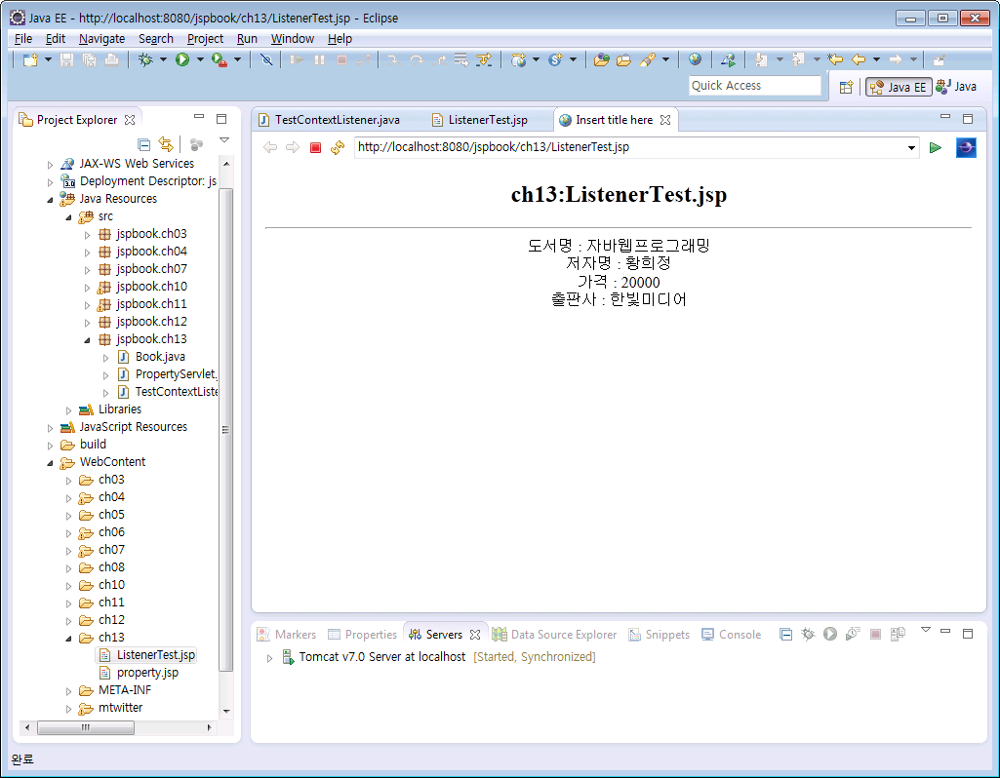 Java EE - http://localhost:8080/jspbook/ch13/ListenerTest.jsp - Eclipse
File Edit Navigate Search Project Run Window Help
Quick Access
Java EE Java
Project Explorer
JAX-WS Web Services
Deployment Descriptor: js
3.0
Java Resources
src
jspbook.ch03
jspbook.ch04
jspbook.ch07
jspbook.ch10
jspbook.ch11
jspbook.ch12
jspbook.ch13
Book.java
PropertyServlet.
TestContextListe
Libraries
JavaScript Resources
build
WebContent
ch03
ch04
ch05
ch06
ch07
ch08
ch10
ch11
ch12
ch13
ListenerTest.jsp
property.jsp
META-INF
mtwitter
TestContextListener.java ListenerTest.jsp Insert title here
http://localhost:8080/jspbook/ch13/ListenerTest.jsp
ch13:ListenerTest.jsp
도서명 : 자바웹프로그래밍
저자명 : 황희정
가격 : 20000
출판사 : 한빛미디어
Markers Properties Servers Data Source Explorer Snippets Console
Tomcat v7.0 Server at localhost [Started, Synchronized]
완료